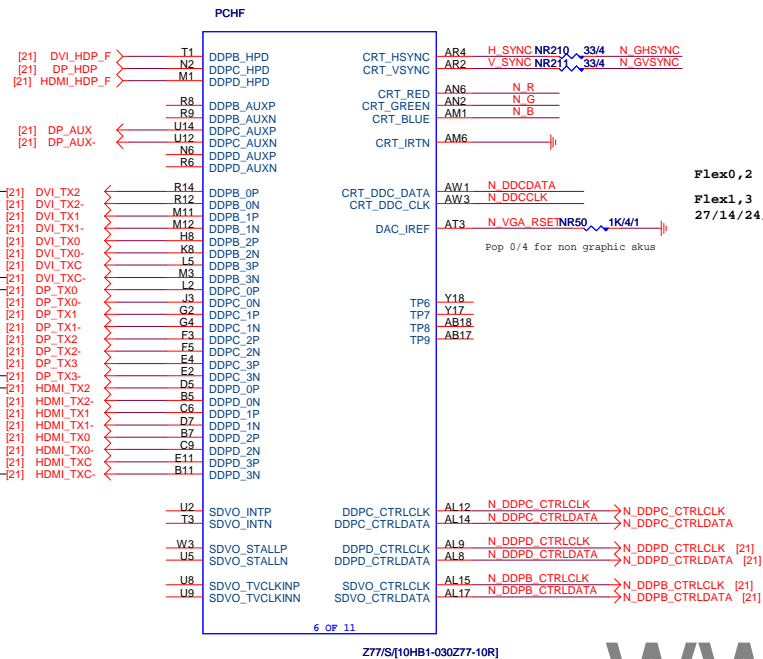 PCHF
[21] DVI_HDP_F T1 DDPB_HPD CRT_HSYNC AR4 H_SYNC NR210 33/4 N_GHSYNC
[21] DP_HDP N2 DDPC_HPD CRT_VSYNC AR2 V_SYNC NR211 33/4 N_GVSYNC
[21] HDMI_HDP_F M1 DDPD_HPD
CRT_RED AN6 N_R
R8 DDPB_AUXP CRT_GREEN AN2 N_G
R9 DDPB_AUXN CRT_BLUE AM1 N_B
[21] DP_AUX U14 DDPC_AUXP
[21] DP_AUX- U12 DDPC_AUXN CRT_IRTN AM6
N6 DDPD_AUXP
R6 DDPD_AUXN
Flex0,2
[21] DVI_TX2 R14 DDPB_0P CRT_DDC_DATA AW1 N_DDCDATA
[21] DVI_TX2- R12 DDPB_0N CRT_DDC_CLK AW3 N_DDCCLK
Flex1,3
[21] DVI_TX1 M11 DDPB_1P
27/14/24
[21] DVI_TX1- M12 DDPB_1N DAC_IREF AT3 N_VGA_RSET NR50 1K/4/1
[21] DVI_TX0 H8 DDPB_2P
Pop 0/4 for non graphic skus
[21] DVI_TX0- K8 DDPB_2N
[21] DVI_TXC L5 DDPB_3P
[21] DVI_TXC- M3 DDPB_3N
[21] DP_TX0 L2 DDPC_0P
[21] DP_TX0- J3 DDPC_0N TP6 Y18
[21] DP_TX1 G2 DDPC_1P TP7 Y17
[21] DP_TX1- G4 DDPC_1N TP8 AB18
[21] DP_TX2 F3 DDPC_2P TP9 AB17
[21] DP_TX2- F5 DDPC_2N
[21] DP_TX3 E4 DDPC_3P
[21] DP_TX3- E2 DDPC_3N
[21] HDMI_TX2 D5 DDPD_0P
[21] HDMI_TX2- B5 DDPD_0N
[21] HDMI_TX1 C6 DDPD_1P
[21] HDMI_TX1- D7 DDPD_1N
[21] HDMI_TX0 B7 DDPD_2P
[21] HDMI_TX0- C9 DDPD_2N
[21] HDMI_TXC E11 DDPD_3P
[21] HDMI_TXC- B11 DDPD_3N
U2 SDVO_INTP DDPC_CTRLCLK AL12 N_DDPC_CTRLCLK N_DDPC_CTRLCLK
T3 SDVO_INTN DDPC_CTRLDATA AL14 N_DDPC_CTRLDATA N_DDPC_CTRLDATA
W3 SDVO_STALLP DDPD_CTRLCLK AL9 N_DDPD_CTRLCLK N_DDPD_CTRLCLK [21]
U5 SDVO_STALLN DDPD_CTRLDATA AL8 N_DDPD_CTRLDATA N_DDPD_CTRLDATA [21]
U8 SDVO_TVCLKINP SDVO_CTRLCLK AL15 N_DDPB_CTRLCLK N_DDPB_CTRLCLK [21]
U9 SDVO_TVCLKINN SDVO_CTRLDATA AL17 N_DDPB_CTRLDATA N_DDPB_CTRLDATA [21]
6 OF 11
Z77/S/[10HB1-030Z77-10R]